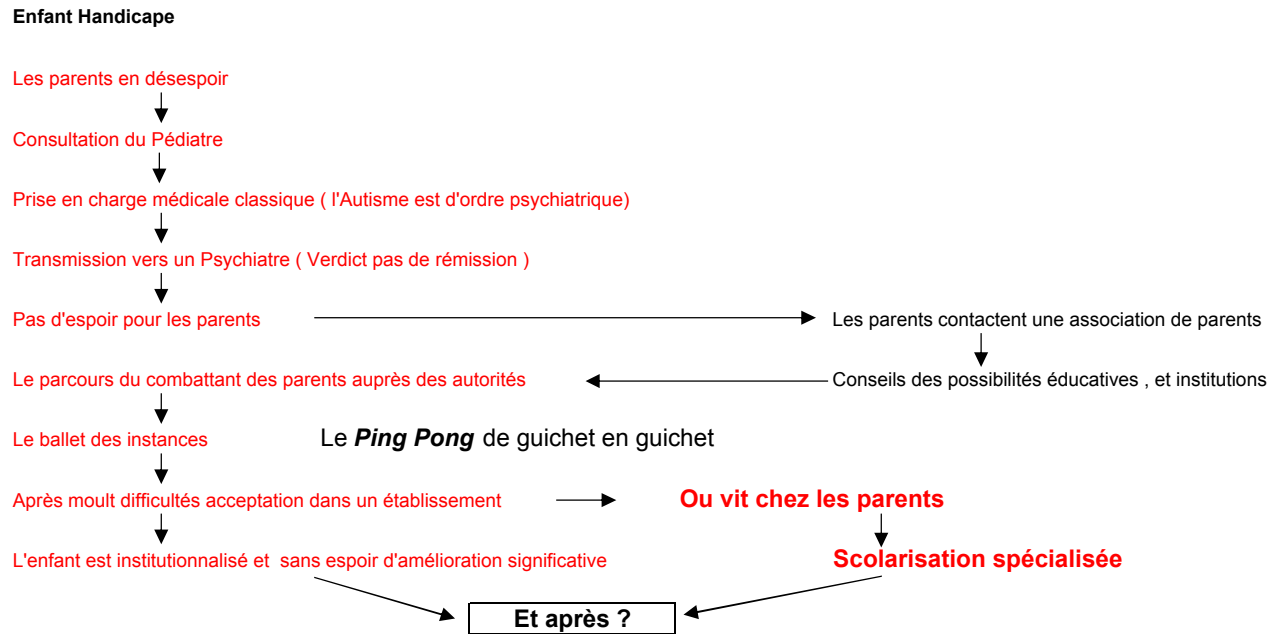 Enfant Handicape
Les parents en désespoir
Consultation du Pédiatre
Prise en charge médicale classique ( l'Autisme est d'ordre psychiatrique)
Transmission vers un Psychiatre ( Verdict pas de rémission )
Pas d'espoir pour les parents
Les parents contactent une association de parents
Le parcours du combattant des parents auprès des autorités
Conseils des possibilités éducatives , et institutions
Le ballet des instances
Le Ping Pong de guichet en guichet
Après moult difficultés acceptation dans un établissement
Ou vit chez les parents
L'enfant est institutionnalisé et sans espoir d'amélioration significative
Scolarisation spécialisée
Et après ?